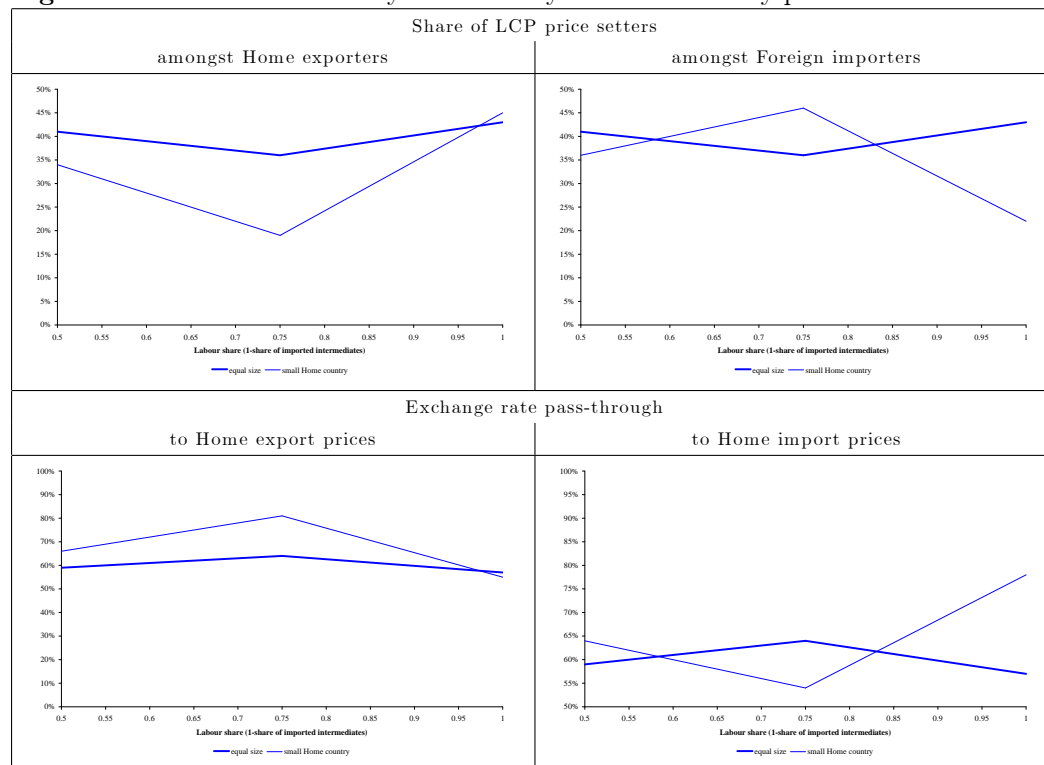 Share of LCP price setters
amongst Home exporters
amongst Foreign importers
50%
45%
40%
35%
30%
25%
20%
15%
10%
5%
0%
0.5 0.55 0.6 0.65 0.7 0.75 0.8 0.85 0.9 0.95 1
Labour share (1-share of imported intermediates)
equal size small Home country
50%
45%
40%
35%
30%
25%
20%
15%
10%
5%
0%
0.5 0.55 0.6 0.65 0.7 0.75 0.8 0.85 0.9 0.95 1
Labour share (1-share of imported intermediates)
equal size small Home country
Exchange rate pass-through
to Home export prices
to Home import prices
100%
90%
80%
70%
60%
50%
40%
30%
20%
10%
0%
0.5 0.55 0.6 0.65 0.7 0.75 0.8 0.85 0.9 0.95 1
Labour share (1-share of imported intermediates)
equal size small Home country
100%
95%
90%
85%
80%
75%
70%
65%
60%
55%
50%
0.5 0.55 0.6 0.65 0.7 0.75 0.8 0.85 0.9 0.95 1
Labour share (1-share of imported intermediates)
equal size small Home country